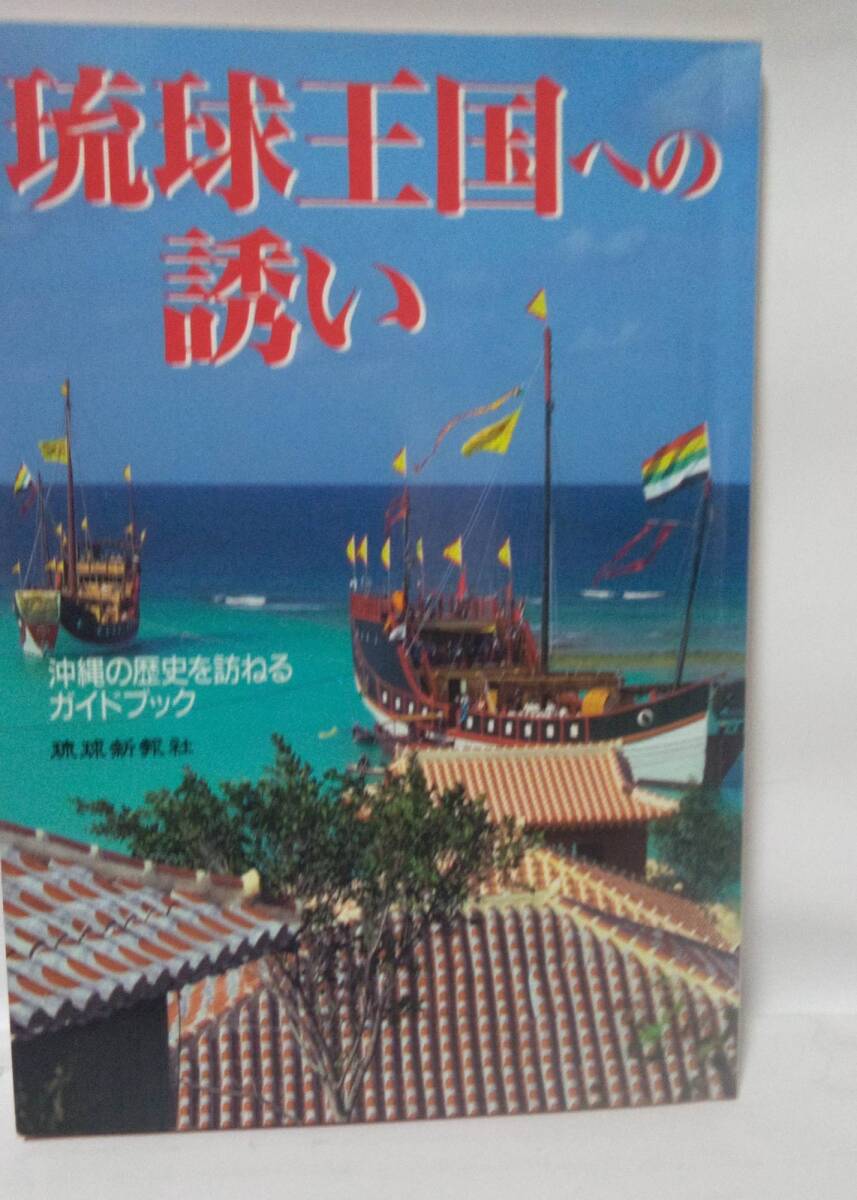 琉球王国への
誘い
沖縄の歴史を訪ねる
ガイドブック
琉球新報社